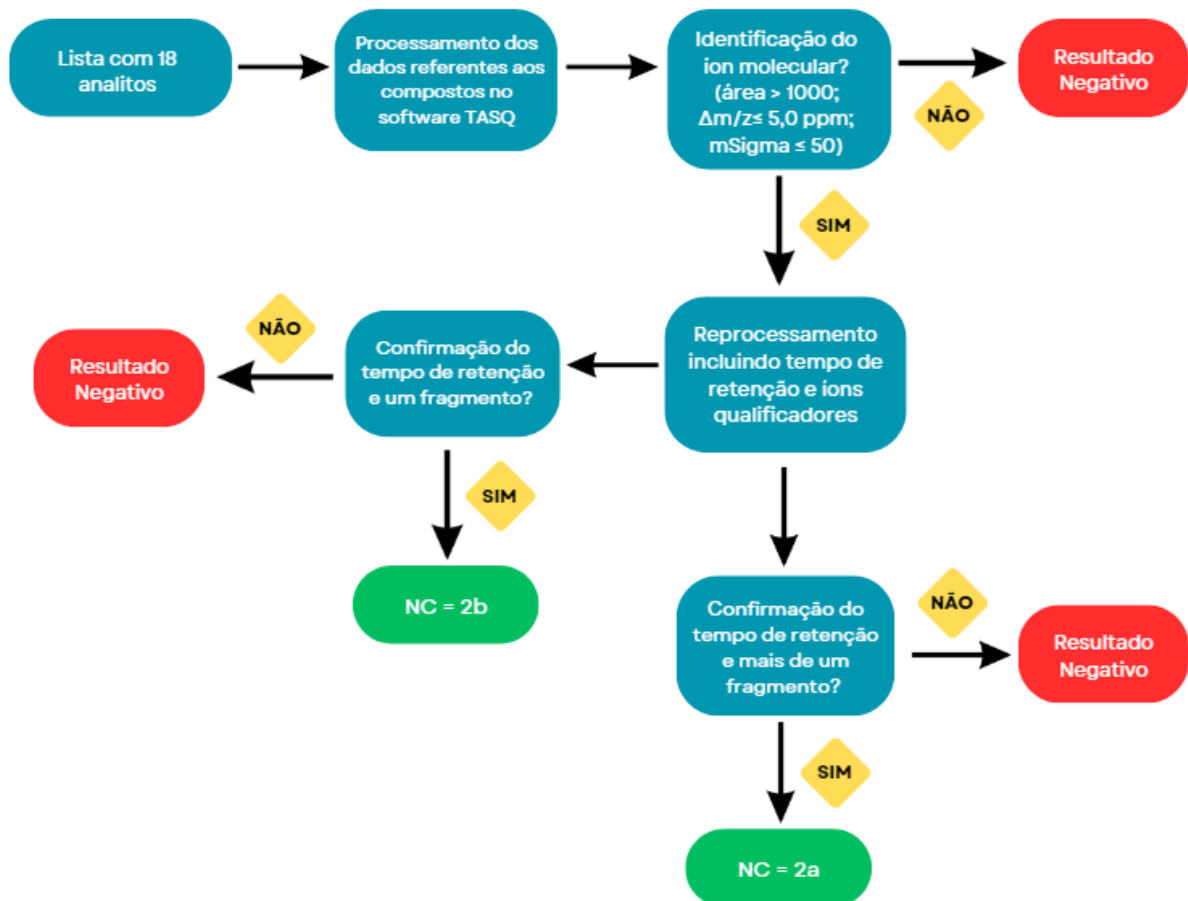 Lista com 18
analitos
Processamento dos
dados referentes aos
compostos no
software TASQ
Identificação do
ion molecular?
(área > 1000;
Δm/z≤ 5,0 ppm;
mSigma ≤ 50)
NÃO
Resultado
Negativo
SIM
Reprocessamento
incluindo tempo de
retenção e ions
qualificadores
Confirmação do
tempo de retenção
e um fragmento?
NÃO
Resultado
Negativo
SIM
NC = 2b
Confirmação do
tempo de retenção
e mais de um
fragmento?
NÃO
Resultado
Negativo
SIM
NC = 2a